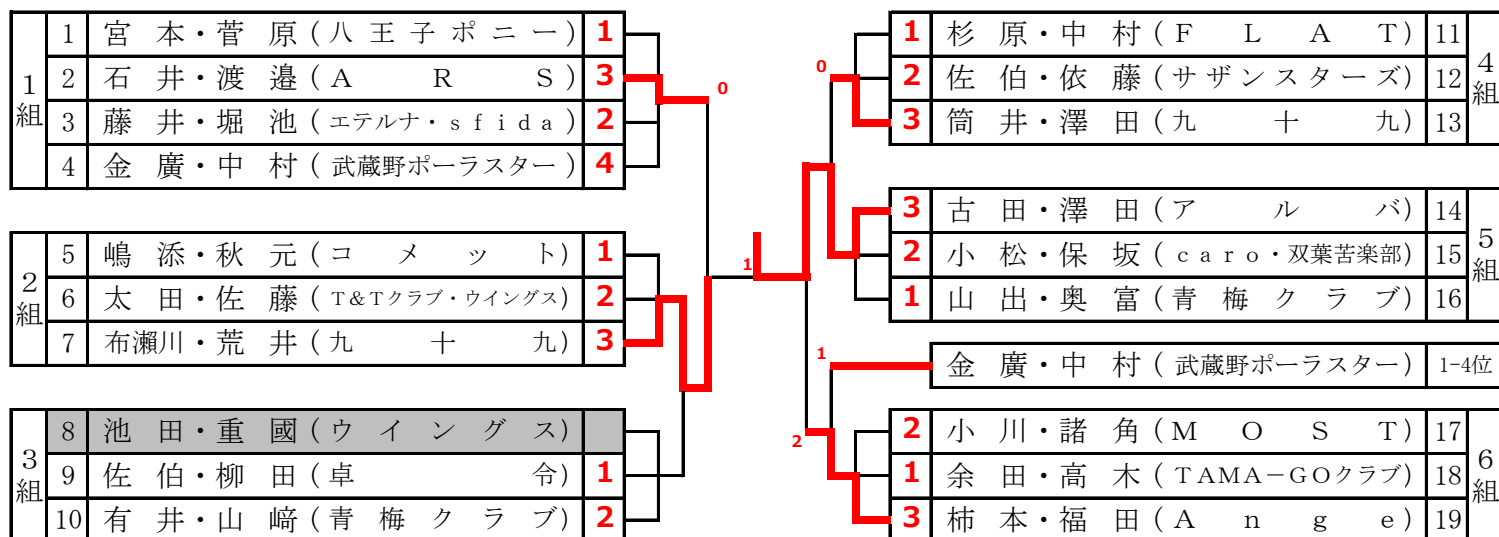 1組
1 宮本・菅原(八王子ポニー) 1
2 石井・渡邉(ARS) 3
3 藤井・堀池(エテルナ・sfida) 2
4 金廣・中村(武蔵野ポーラスター) 4
0
2組
5 嶋添・秋元(コメット) 1
6 太田・佐藤(T&Tクラブ・ウイングス) 2
7 布瀬川・荒井(九十九) 3
3組
8 池田・重國(ウイングス)
9 佐伯・柳田(卓令) 1
10 有井・山﨑(青梅クラブ) 2
1
0
1 杉原・中村(FLAT) 11
2 佐伯・依藤(サザンスターズ) 12
3 筒井・澤田(九十九) 13
4組
3 古田・澤田(アルバ) 14
2 小松・保坂(caro・双葉苦楽部) 15
1 山出・奥富(青梅クラブ) 16
5組
1
金廣・中村(武蔵野ポーラスター) 1-4位
2
2 小川・諸角(MOST) 17
1 余田・高木(TAMA-GOクラブ) 18
3 柿本・福田(Ange) 19
6組